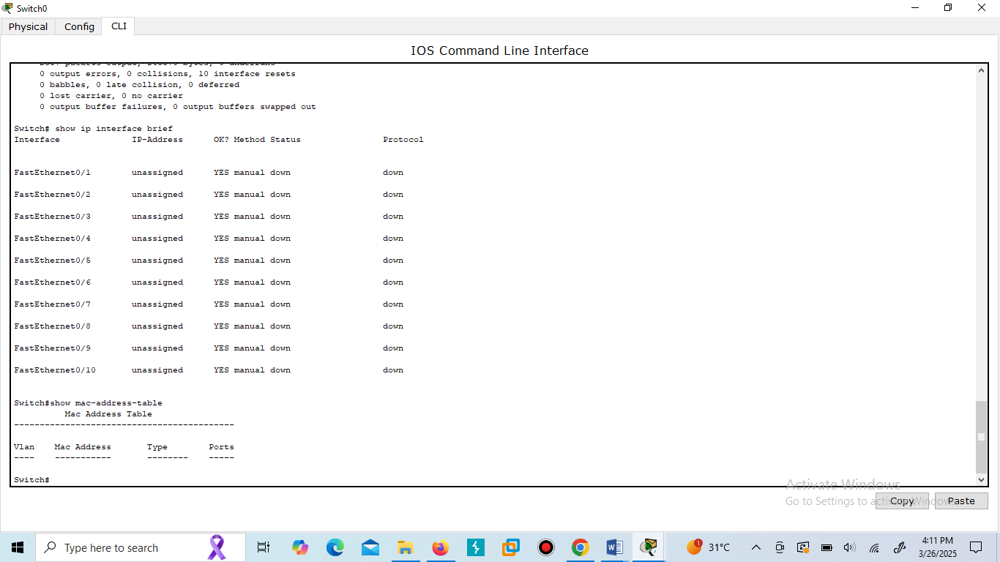 Switch0
Physical Config CLI
IOS Command Line Interface
0 output errors, 0 collisions, 10 interface resets
0 babbles, 0 late collision, 0 deferred
0 lost carrier, 0 no carrier
0 output buffer failures, 0 output buffers swapped out
Switch# show ip interface brief
Interface IP-Address OK? Method Status Protocol
FastEthernet0/1 unassigned YES manual down down
FastEthernet0/2 unassigned YES manual down down
FastEthernet0/3 unassigned YES manual down down
FastEthernet0/4 unassigned YES manual down down
FastEthernet0/5 unassigned YES manual down down
FastEthernet0/6 unassigned YES manual down down
FastEthernet0/7 unassigned YES manual down down
FastEthernet0/8 unassigned YES manual down down
FastEthernet0/9 unassigned YES manual down down
FastEthernet0/10 unassigned YES manual down down
Switch#show mac-address-table
Mac Address Table
-------------------------------------------
Vlan Mac Address Type Ports
---- ----------- -------- -----
Switch#
Activate Windows
Go to Settings to activate Windows.
Copy Paste
Type here to search
1 31°C
4:11 PM
3/26/2025